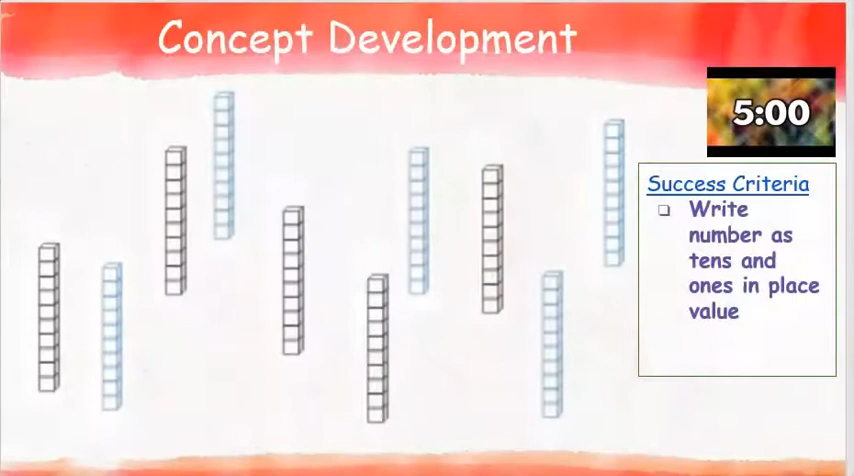 Concept Development
5:00
Success Criteria
❑ Write
number as
tens and
ones in place
value